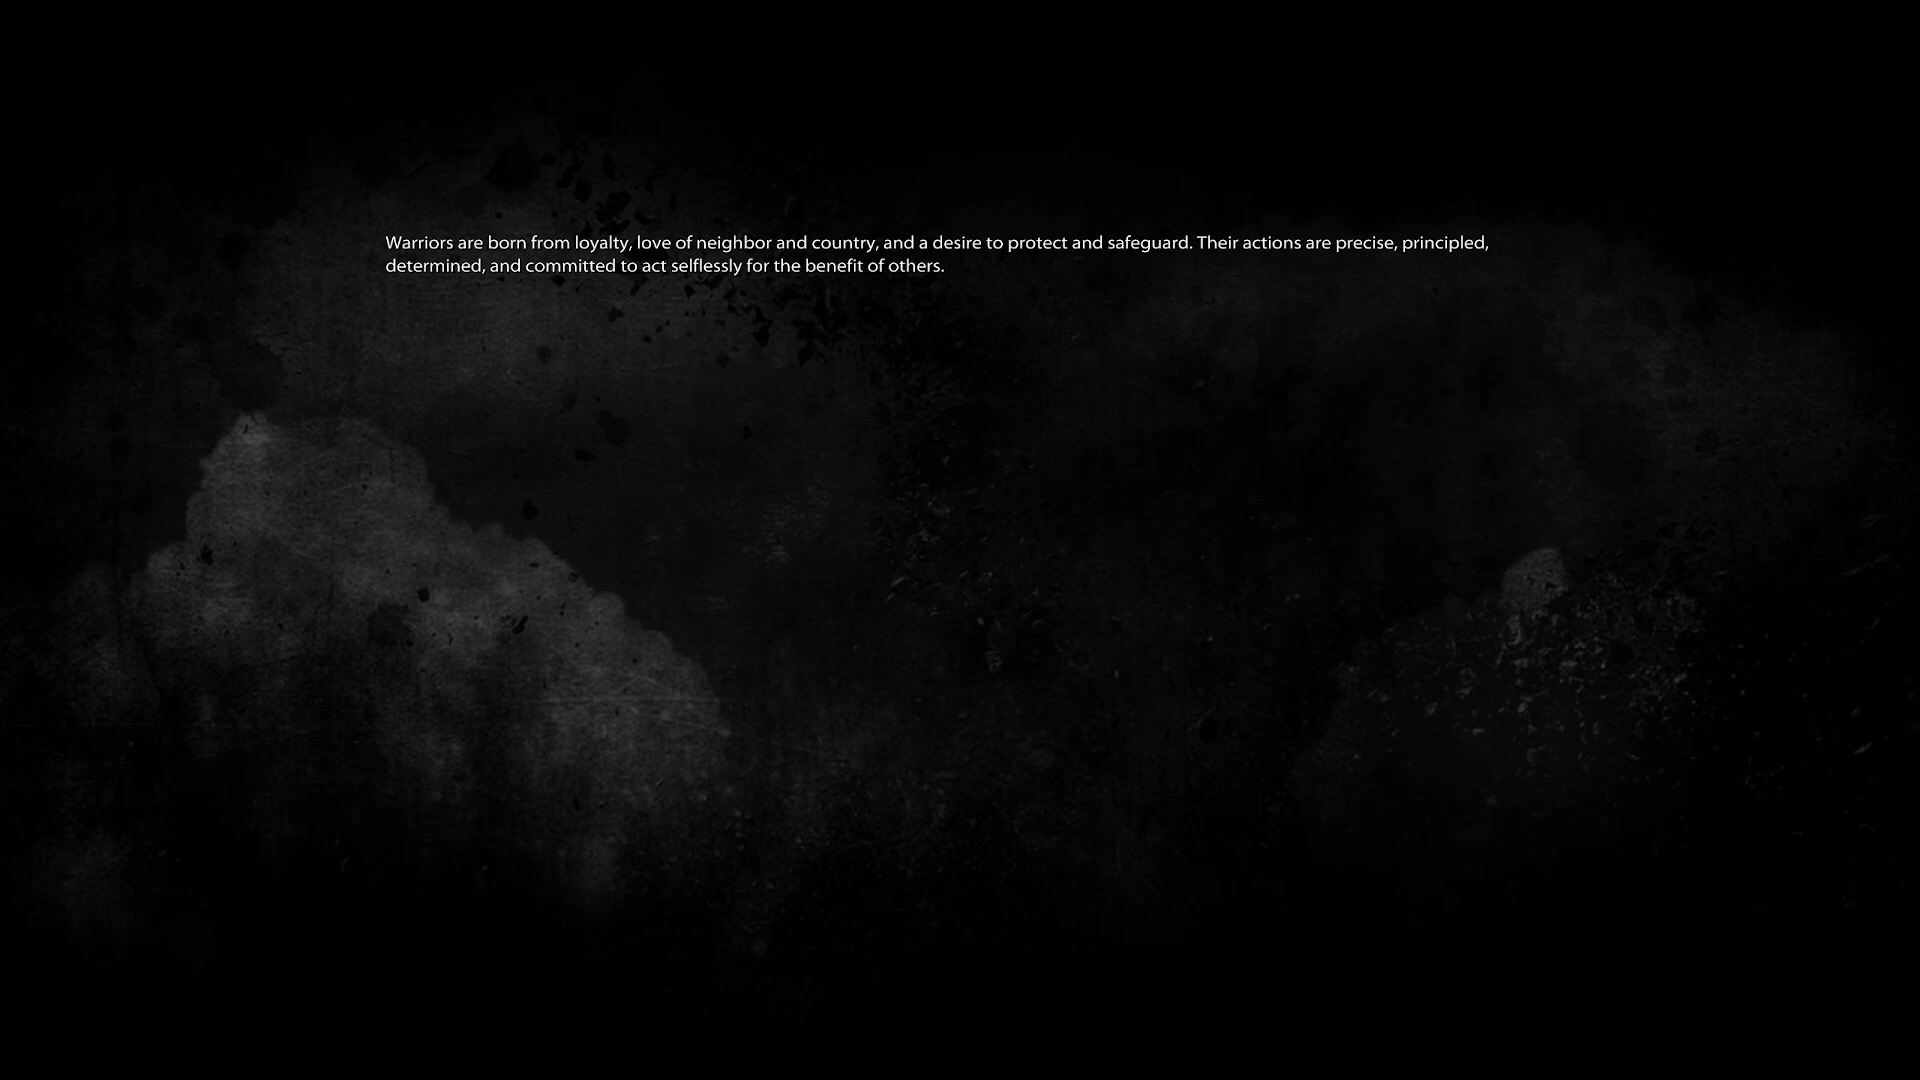 Warriors are born from loyalty, love of neighbor and country, and a desire to protect and safeguard. Their actions are precise, principled,
determined, and committed to act selflessly for the benefit of others.